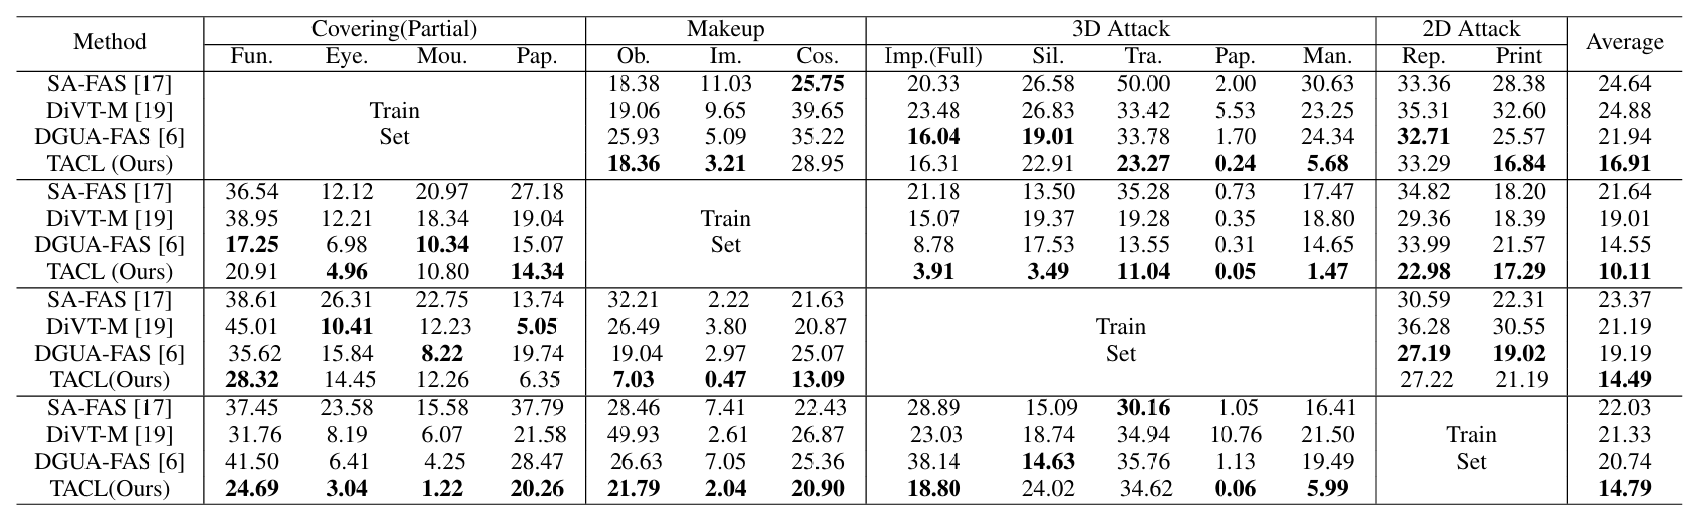 Method Covering(Partial) Makeup 3D Attack 2D Attack Average
Fun. Eye. Mou. Pap. Ob. Im. Cos. Imp.(Full) Sil. Tra. Pap. Man. Rep. Print
SA-FAS [17] 18.38 11.03 25.75 20.33 26.58 50.00 2.00 30.63 33.36 28.38 24.64
DiVT-M [19] Train 19.06 9.65 39.65 23.48 26.83 33.42 5.53 23.25 35.31 32.60 24.88
DGUA-FAS [6] Set 25.93 5.09 35.22 16.04 19.01 33.78 1.70 24.34 32.71 25.57 21.94
TACL (Ours) 18.36 3.21 28.95 16.31 22.91 23.27 0.24 5.68 33.29 16.84 16.91
SA-FAS [17] 36.54 12.12 20.97 27.18 21.18 13.50 35.28 0.73 17.47 34.82 18.20 21.64
DiVT-M [19] 38.95 12.21 18.34 19.04 Train 15.07 19.37 19.28 0.35 18.80 29.36 18.39 19.01
DGUA-FAS [6] 17.25 6.98 10.34 15.07 Set 8.78 17.53 13.55 0.31 14.65 33.99 21.57 14.55
TACL (Ours) 20.91 4.96 10.80 14.34 3.91 3.49 11.04 0.05 1.47 22.98 17.29 10.11
SA-FAS [17] 38.61 26.31 22.75 13.74 32.21 2.22 21.63 30.59 22.31 23.37
DiVT-M [19] 45.01 10.41 12.23 5.05 26.49 3.80 20.87 Train 36.28 30.55 21.19
DGUA-FAS [6] 35.62 15.84 8.22 19.74 19.04 2.97 25.07 Set 27.19 19.02 19.19
TACL(Ours) 28.32 14.45 12.26 6.35 7.03 0.47 13.09 27.22 21.19 14.49
SA-FAS [17] 37.45 23.58 15.58 37.79 28.46 7.41 22.43 28.89 15.09 30.16 1.05 16.41 22.03
DiVT-M [19] 31.76 8.19 6.07 21.58 49.93 2.61 26.87 23.03 18.74 34.94 10.76 21.50 Train 21.33
DGUA-FAS [6] 41.50 6.41 4.25 28.47 26.63 7.05 25.36 38.14 14.63 35.76 1.13 19.49 Set 20.74
TACL(Ours) 24.69 3.04 1.22 20.26 21.79 2.04 20.90 18.80 24.02 34.62 0.06 5.99 14.79